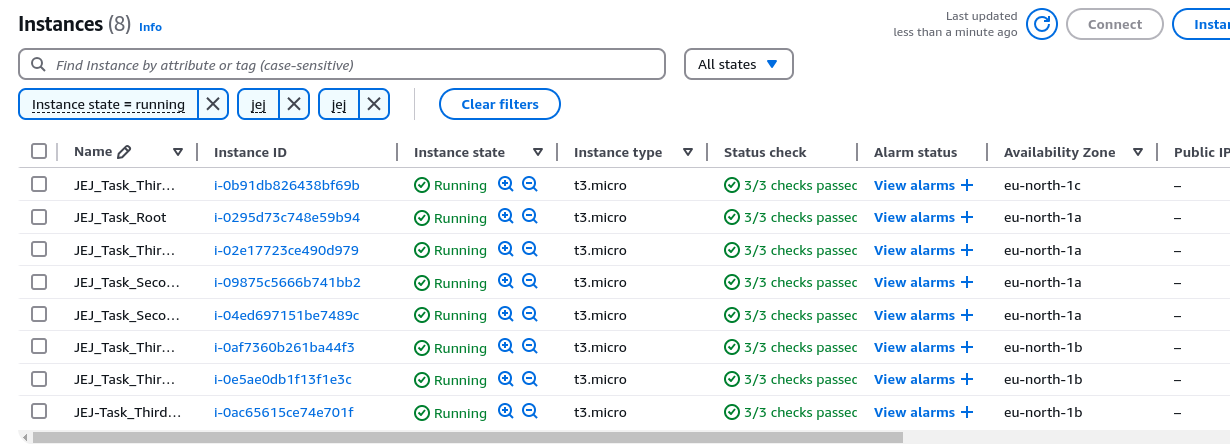 Instances (8) Info
Last updated
less than a minute ago
Connect
Instan
Find Instance by attribute or tag (case-sensitive)
All states
Instance state = running
jej
jej
Clear filters
Name Instance ID Instance state Instance type Status check Alarm status Availability Zone Public IP
JEJ_Task_Thir... i-0b91db826438bf69b Running t3.micro 3/3 checks passec View alarms + eu-north-1c –
JEJ_Task_Root i-0295d73c748e59b94 Running t3.micro 3/3 checks passec View alarms + eu-north-1a –
JEJ_Task_Thir... i-02e17723ce490d979 Running t3.micro 3/3 checks passec View alarms + eu-north-1a –
JEJ_Task_Seco... i-09875c5666b741bb2 Running t3.micro 3/3 checks passec View alarms + eu-north-1a –
JEJ_Task_Seco... i-04ed697151be7489c Running t3.micro 3/3 checks passec View alarms + eu-north-1a –
JEJ_Task_Thir... i-0af7360b261ba44f3 Running t3.micro 3/3 checks passec View alarms + eu-north-1b –
JEJ_Task_Thir... i-0e5ae0db1f13f1e3c Running t3.micro 3/3 checks passec View alarms + eu-north-1b –
JEJ-Task_Third... i-0ac65615ce74e701f Running t3.micro 3/3 checks passec View alarms + eu-north-1b –